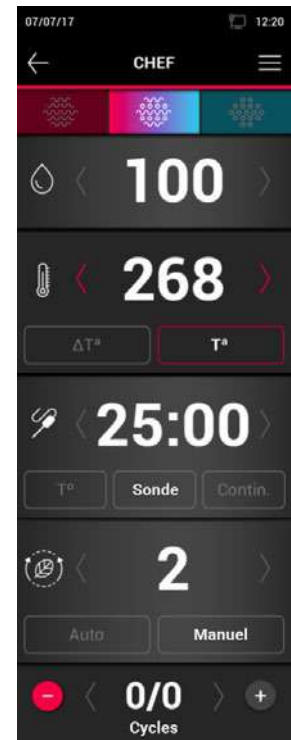 07/07/17 12:20
CHEF
100
268
ΔTª Tª
25:00
Tº Sonde Contin.
2
Auto Manuel
- 0/0 +
Cycles